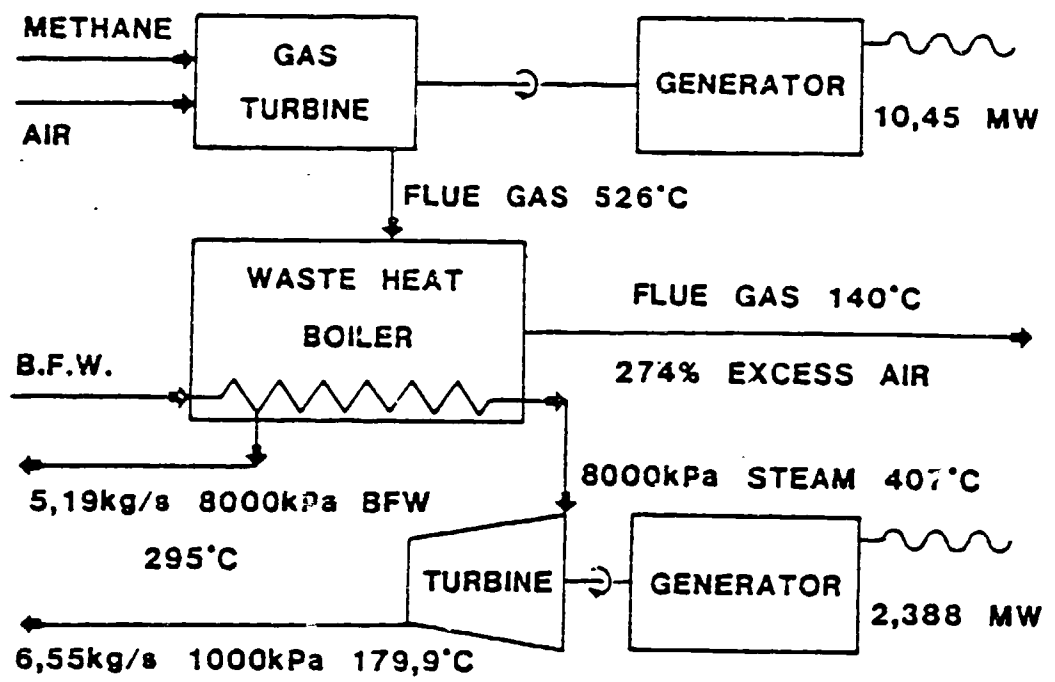 METHANE
GAS
TURBINE
AIR
GENERATOR
10,45 MW
FLUE GAS 526°C
WASTE HEAT
BOILER
FLUE GAS 140°C
274% EXCESS AIR
B.F.W.
8000kPa STEAM 407°C
5,19kg/s 8000kPa BFW
295°C
TURBINE
GENERATOR
2,388 MW
6,55kg/s 1000kPa 179,9°C